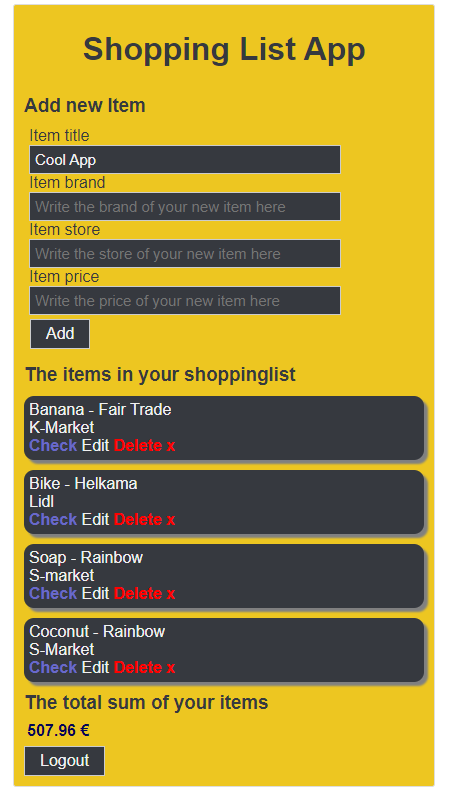 Shopping List App
Add new Item
Item title
Cool App
Item brand
Write the brand of your new item here
Item store
Write the store of your new item here
Item price
Write the price of your new item here
Add
The items in your shoppinglist
Banana - Fair Trade
K-Market
Check Edit Delete x
Bike - Helkama
Lidl
Check Edit Delete x
Soap - Rainbow
S-market
Check Edit Delete x
Coconut - Rainbow
S-Market
Check Edit Delete x
The total sum of your items
507.96 €
Logout